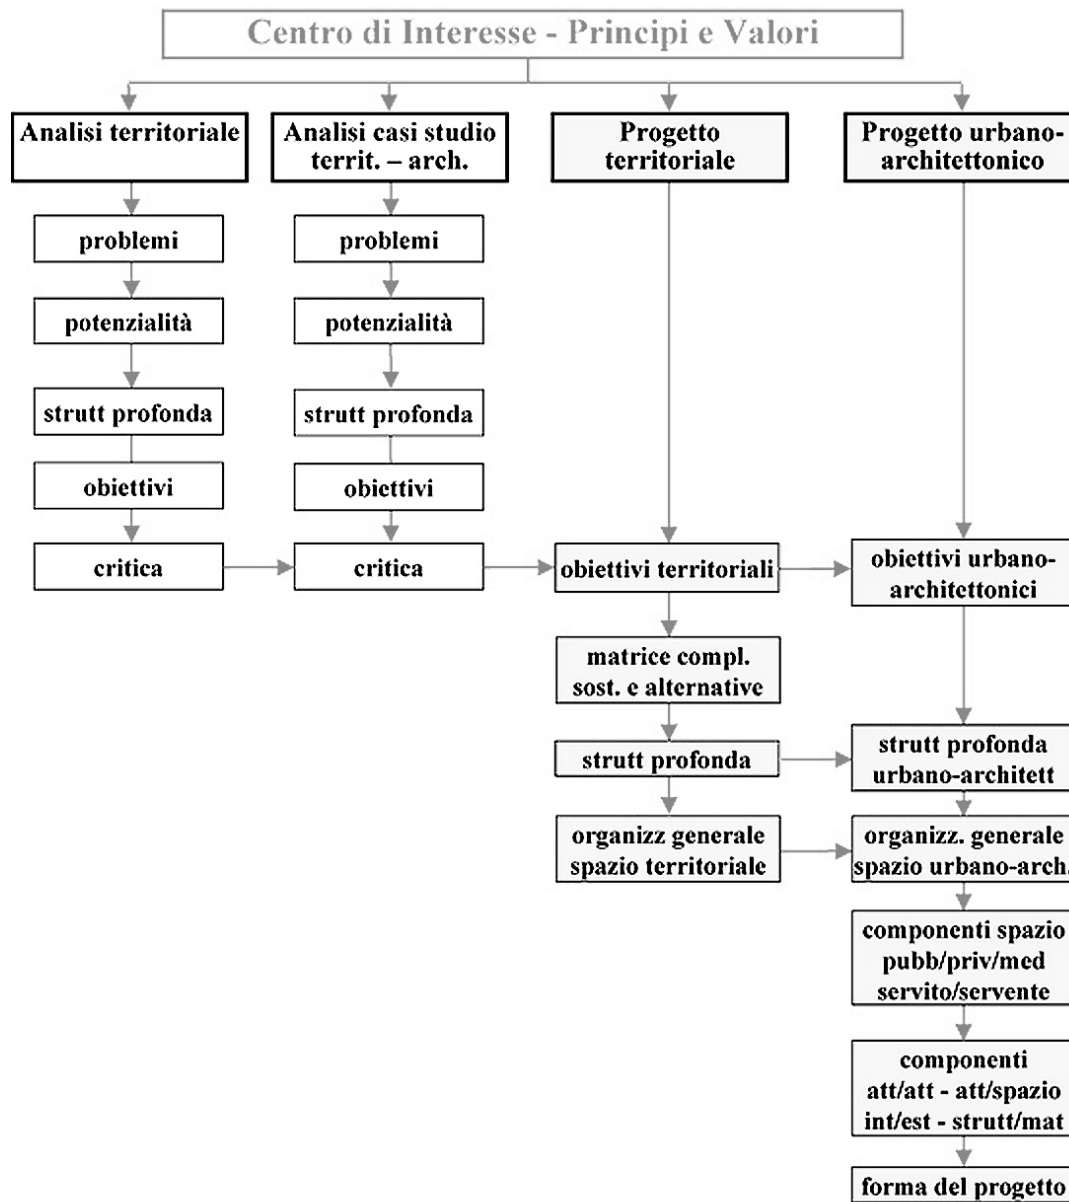 Centro di Interesse - Principi e Valori
Analisi territoriale
problemi
potenzialità
strutt profonda
obiettivi
critica
Analisi casi studio
territ. – arch.
problemi
potenzialità
strutt profonda
obiettivi
critica
Progetto
territoriale
obiettivi territoriali
matrice compl.
sost. e alternative
strutt profonda
organizz generale
spazio territoriale
Progetto urbano-
architettonico
obiettivi urbano-
architettonici
strutt profonda
urbano-architett
organizz. generale
spazio urbano-arch.
componenti spazio
pubb/priv/med
servito/servente
componenti
att/att - att/spazio
int/est - strutt/mat
forma del progetto